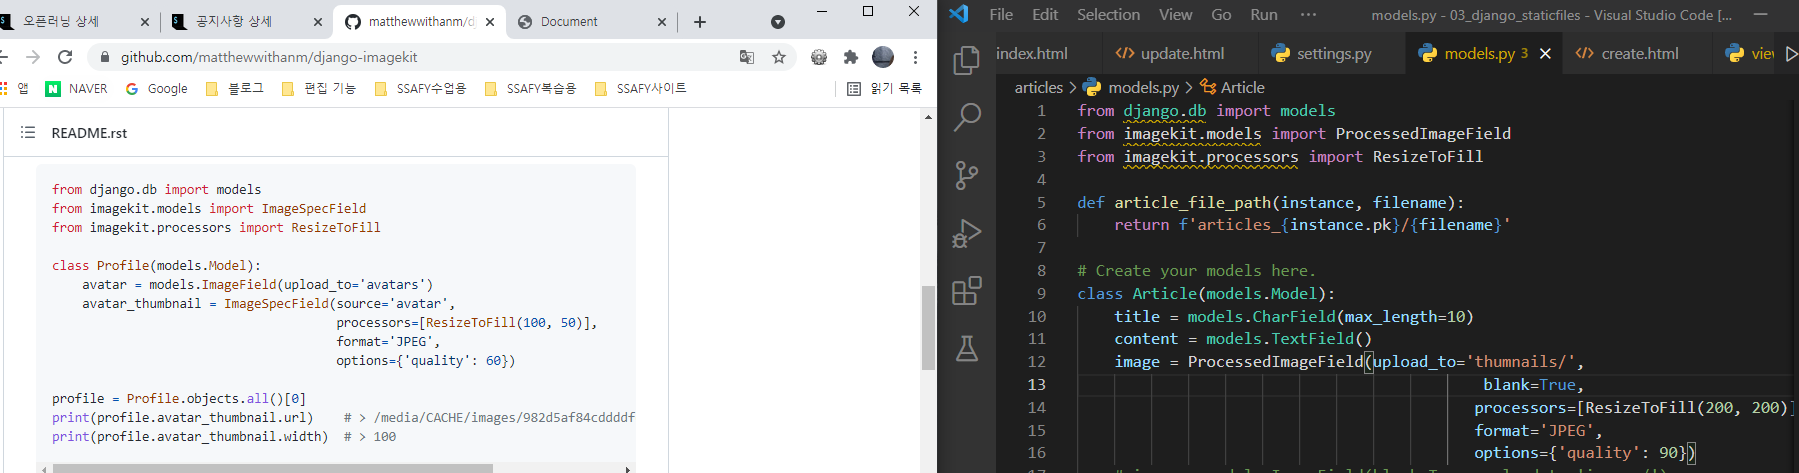 오픈러닝 상세
공지사항 상세
matthewwithanm/d
Document
github.com/matthewwithanm/django-imagekit
앱
NAVER
Google
블로그
편집 기능
SSAFY수업용
SSAFY복습용
SSAFY사이트
읽기 목록
README.rst
from django.db import models
from imagekit.models import ImageSpecField
from imagekit.processors import ResizeToFill
class Profile(models.Model):
avatar = models.ImageField(upload_to='avatars')
avatar_thumbnail = ImageSpecField(source='avatar',
processors=[ResizeToFill(100, 50)],
format='JPEG',
options={'quality': 60})
profile = Profile.objects.all()[0]
print(profile.avatar_thumbnail.url)    # > /media/CACHE/images/982d5af84cddddf
print(profile.avatar_thumbnail.width)  # > 100
File Edit Selection View Go Run ··· models.py - 03_django_staticfiles - Visual Studio Code [...
index.html
update.html
settings.py
models.py 3
create.html
view
articles > models.py > Article
1 from django.db import models
2 from imagekit.models import ProcessedImageField
3 from imagekit.processors import ResizeToFill
4
5 def article_file_path(instance, filename):
6 return f'articles_{instance.pk}/{filename}'
7
8 # Create your models here.
9 class Article(models.Model):
10 title = models.CharField(max_length=10)
11 content = models.TextField()
12 image = ProcessedImageField(upload_to='thumnails/',
13 blank=True,
14 processors=[ResizeToFill(200, 200)]
15 format='JPEG',
16 options={'quality': 90})